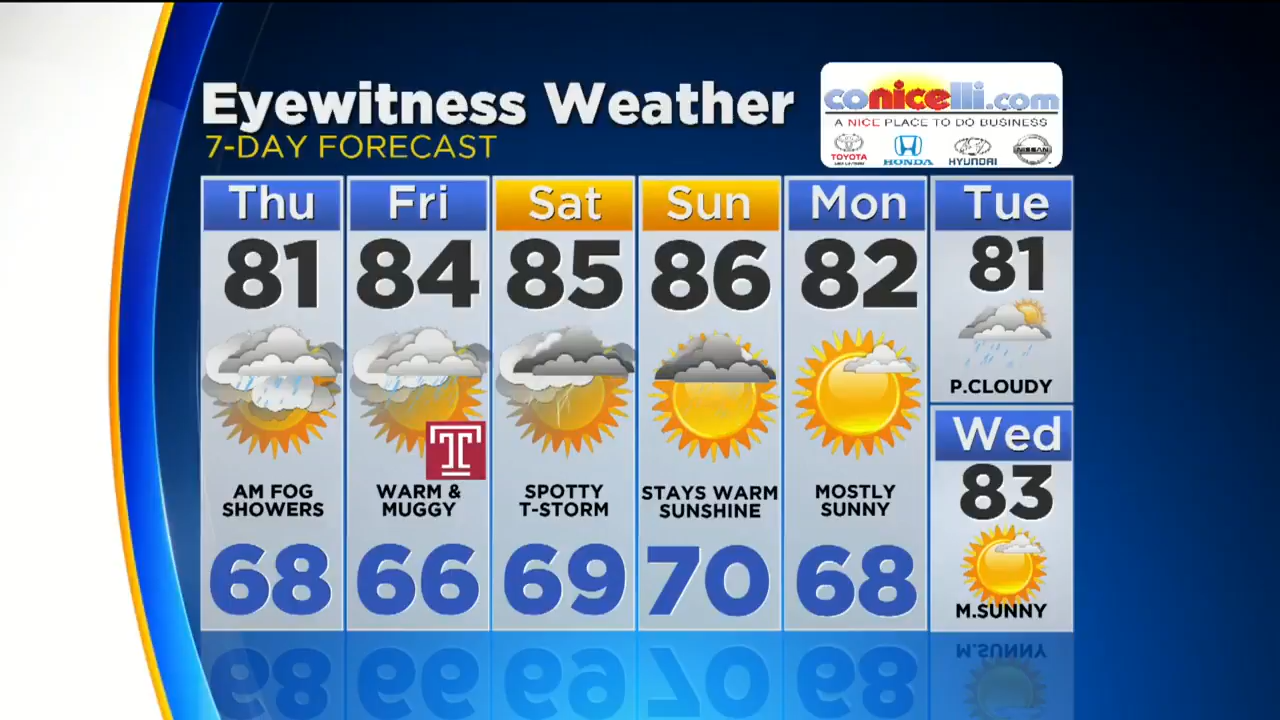 Eyewitness Weather
7-DAY FORECAST
conicelli.com
A NICE PLACE TO DO BUSINESS
TOYOTA
HONDA
HYUNDAI
NISSAN
Thu
81
AM FOG
SHOWERS
68
Fri
84
T
WARM &
MUGGY
66
Sat
85
SPOTTY
T-STORM
69
Sun
86
STAYS WARM
SUNSHINE
70
Mon
82
MOSTLY
SUNNY
68
Tue
81
P.CLOUDY
Wed
83
M.SUNNY